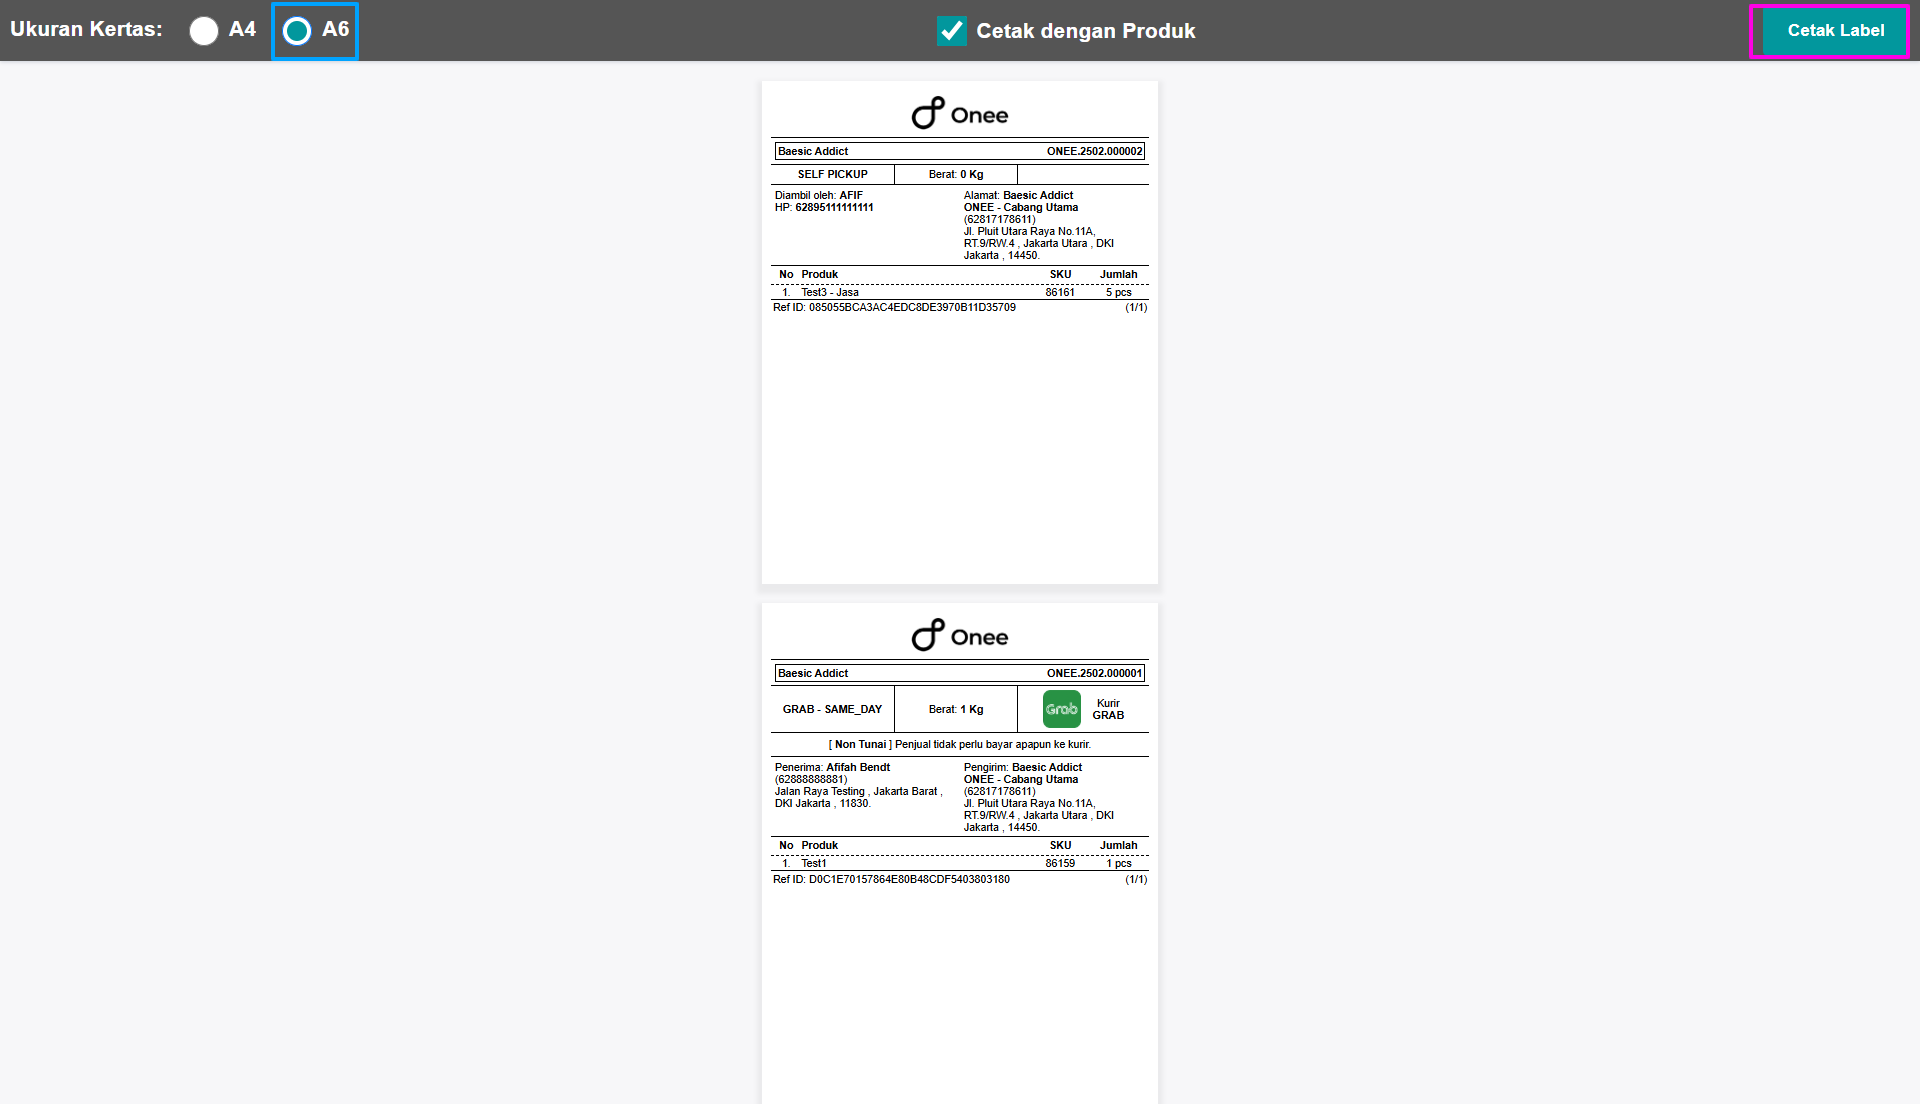 Ukuran Kertas: A4 A6 Cetak dengan Produk Cetak Label
Onee
Baesic Addict ONEE.2502.000002
SELF PICKUP Berat: 0 Kg
Diambil oleh: AFIF
HP: 62895111111111
Alamat: Baesic Addict
ONEE - Cabang Utama
(62817178611)
Jl. Pluit Utara Raya No.11A,
RT.9/RW.4 , Jakarta Utara , DKI
Jakarta , 14450.
No Produk SKU Jumlah
1. Test3 - Jasa 86161 5 pcs
Ref ID: 085055BCA3AC4EDC8DE3970B11D35709 (1/1)
Onee
Baesic Addict ONEE.2502.000001
GRAB - SAME_DAY Berat: 1 Kg Grab Kurir
GRAB
[ Non Tunai ] Penjual tidak perlu bayar apapun ke kurir.
Penerima: Afifah Bendt
(62888888881)
Jalan Raya Testing , Jakarta Barat ,
DKI Jakarta , 11830.
Pengirim: Baesic Addict
ONEE - Cabang Utama
(62817178611)
Jl. Pluit Utara Raya No.11A,
RT.9/RW.4 , Jakarta Utara , DKI
Jakarta , 14450.
No Produk SKU Jumlah
1. Test1 86159 1 pcs
Ref ID: D0C1E70157864E80B48CDF5403803180 (1/1)